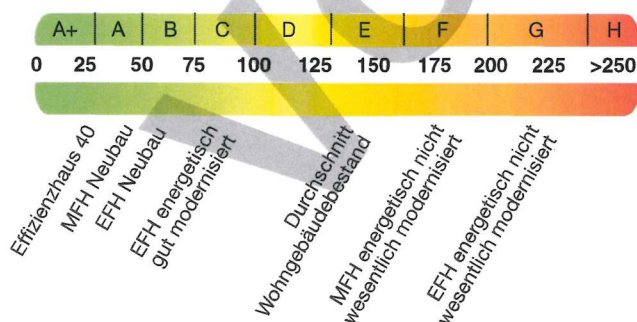 A+ A B C D E F G H
0 25 50 75 100 125 150 175 200 225 >250
Effizienzhaus 40
MFH Neubau
EFH Neubau
EFH energetisch
gut modernisiert
Durchschnitt
Wohngebäudebestand
MFH energetisch nicht
wesentlich modernisiert
EFH energetisch nicht
wesentlich modernisiert